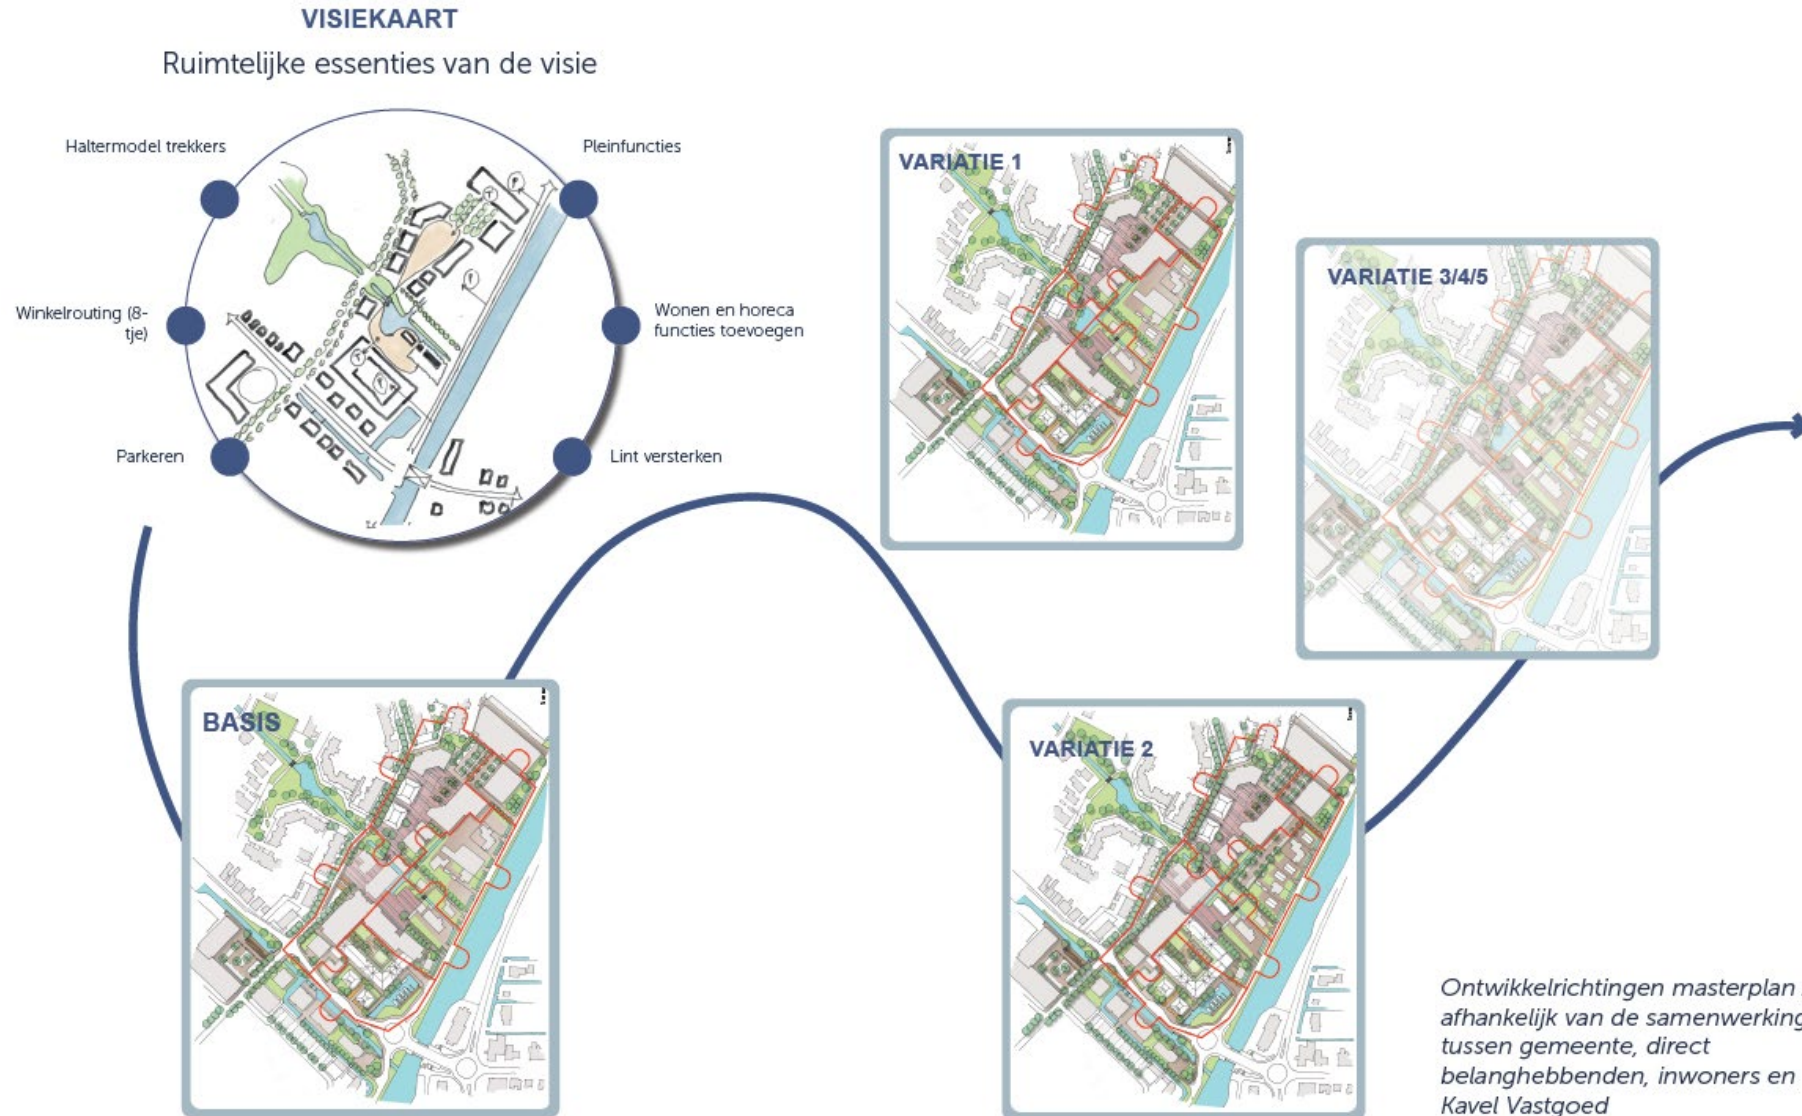 VISIEKAART
Ruimtelijke essenties van de visie
Haltermodel trekkers
Pleinfuncties
Winkelrouting (8-
tje)
Wonen en horeca
functies toevoegen
Parkeren
Lint versterken
VARIATIE 1
VARIATIE 3/4/5
BASIS
VARIATIE 2
Ontwikkelrichtingen masterplan
afhankelijk van de samenwerking
tussen gemeente, direct
belanghebbenden, inwoners en
Kavel Vastgoed